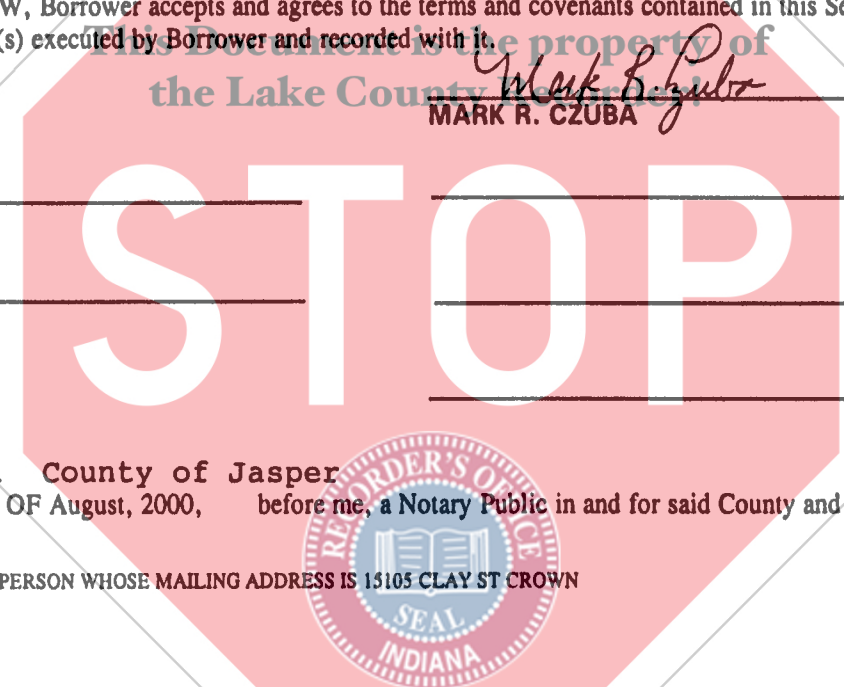 W, Borrower accepts and agrees to the terms and covenants contained in this Se
(s) executed by Borrower and recorded with it.
This Document is the property of
the Lake County Recorder!
Mark R. Czuba
MARK R. CZUBA
STOP
County of Jasper
OF August, 2000, before me, a Notary Public in and for said County and
PERSON WHOSE MAILING ADDRESS IS 15105 CLAY ST CROWN
RECORDER'S OFFICE
SEAL
INDIANA